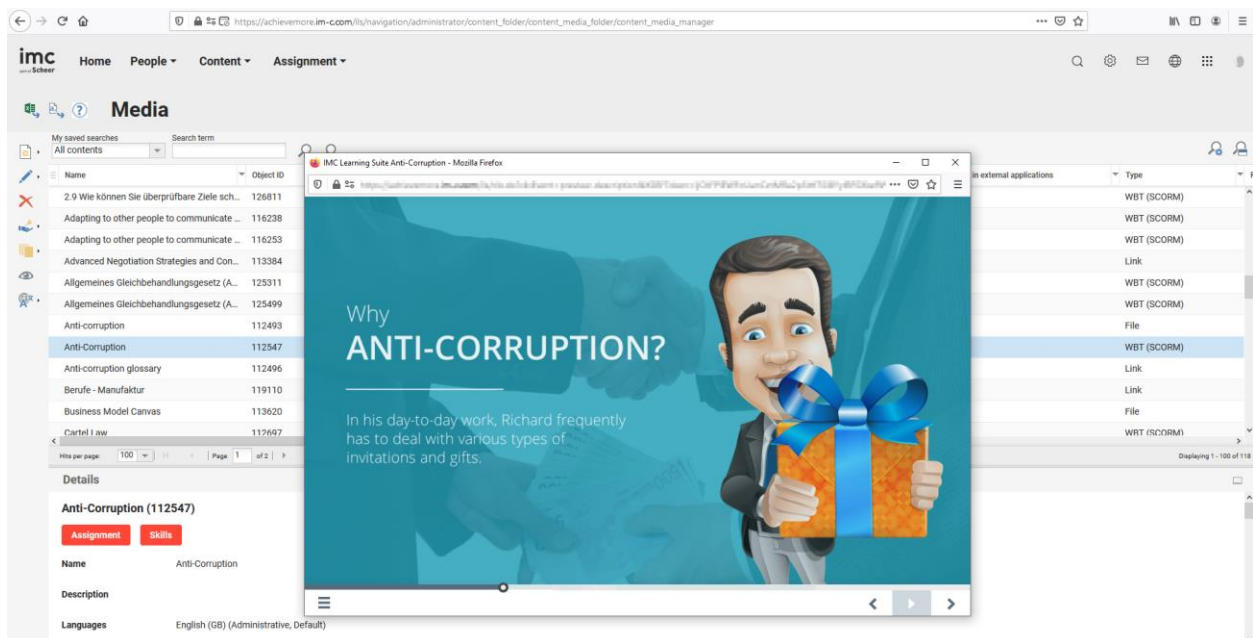 https://achievemore.im-c.com/ils/navigation/administrator/content_folder/content_media_folder/content_media_manager
imc
part of Scheer
Home People Content Assignment
Media
My saved searches Search term
All contents
Name Object ID in external applications Type
2.9 Wie können Sie überprüfbare Ziele sch... 126811 WBT (SCORM)
Adapting to other people to communicate ... 116238 WBT (SCORM)
Adapting to other people to communicate ... 116253 WBT (SCORM)
Advanced Negotiation Strategies and Con... 113384 Link
Allgemeines Gleichbehandlungsgesetz (A... 125311 WBT (SCORM)
Allgemeines Gleichbehandlungsgesetz (A... 125499 WBT (SCORM)
Anti-corruption 112493 File
Anti-Corruption 112547 WBT (SCORM)
Anti-corruption glossary 112496 Link
Berufe - Manufaktur 119110 Link
Business Model Canvas 113620 File
Cartel Law 112697 WBT (SCORM)
Hits per page: 100 Page 1 of 2 Displaying 1 - 100 of 118
IMC Learning Suite Anti-Corruption - Mozilla Firefox
Why
ANTI-CORRUPTION?
In his day-to-day work, Richard frequently
has to deal with various types of
invitations and gifts.
Details
Anti-Corruption (112547)
Assignment Skills
Name Anti-Corruption
Description
Languages English (GB) (Administrative, Default)